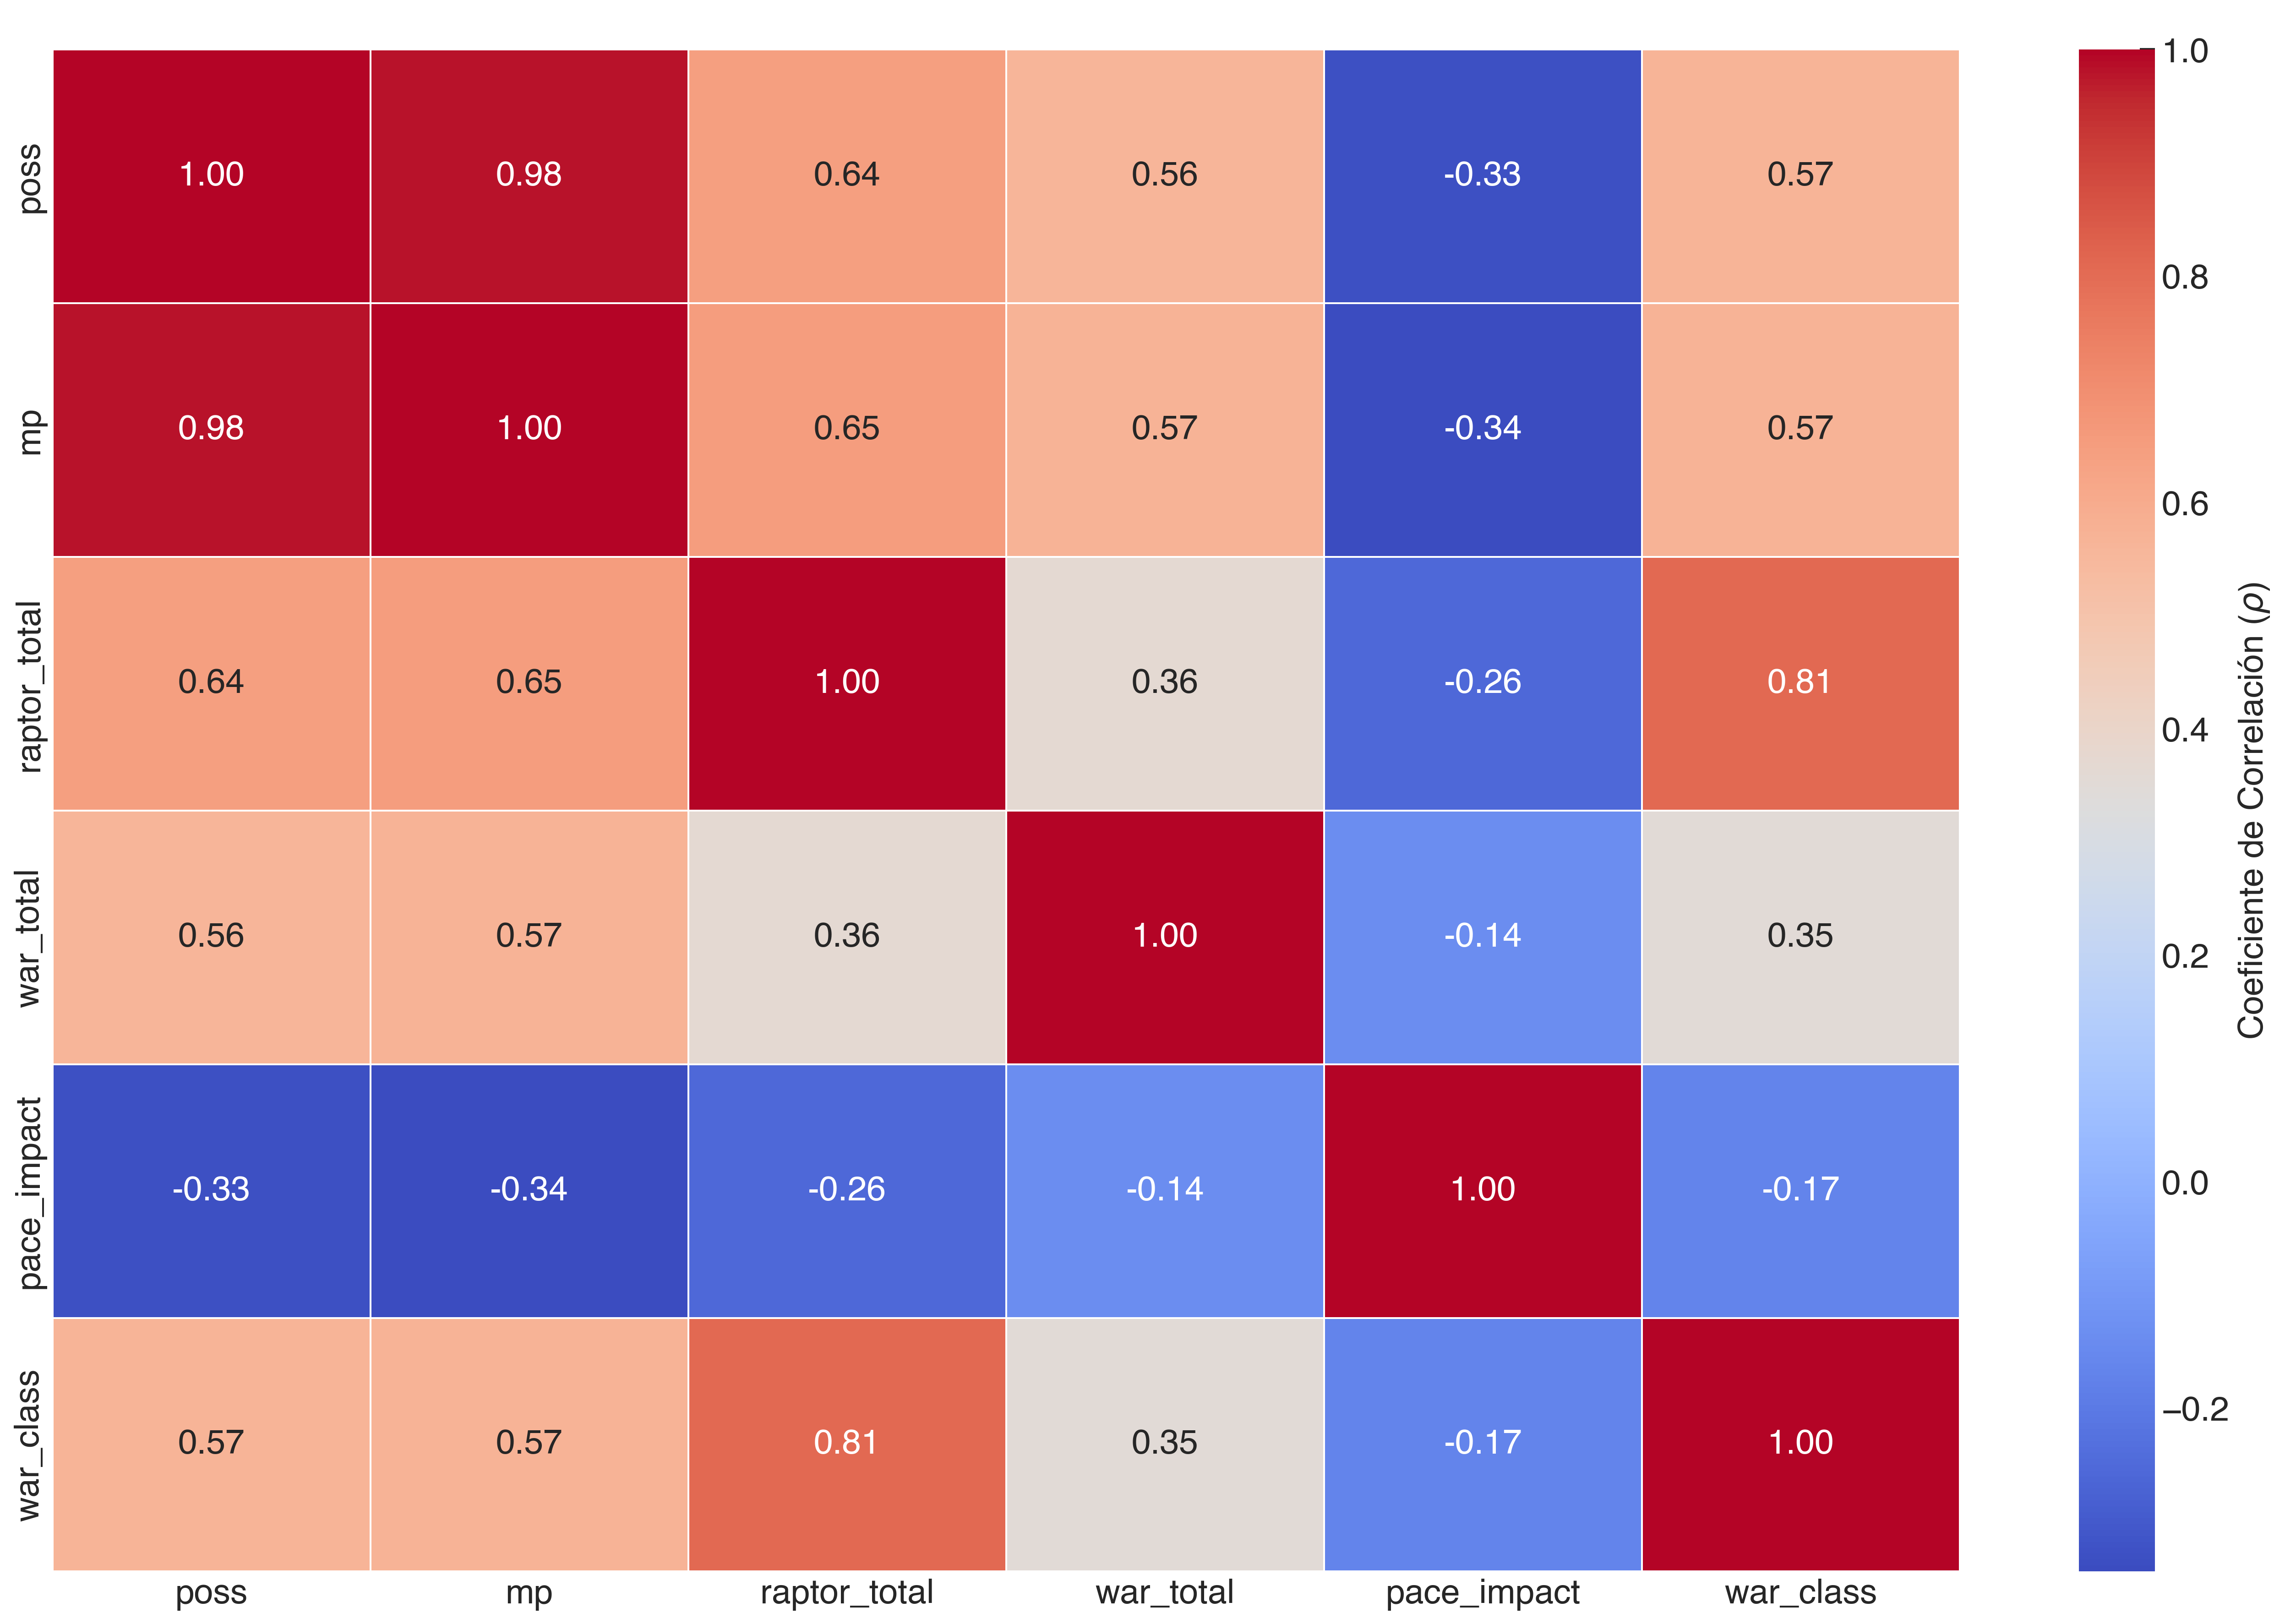 poss 1.00 0.98 0.64 0.56 -0.33 0.57
mp 0.98 1.00 0.65 0.57 -0.34 0.57
raptor_total 0.64 0.65 1.00 0.36 -0.26 0.81
war_total 0.56 0.57 0.36 1.00 -0.14 0.35
pace_impact -0.33 -0.34 -0.26 -0.14 1.00 -0.17
war_class 0.57 0.57 0.81 0.35 -0.17 1.00
poss mp raptor_total war_total pace_impact war_class
1.0
0.8
0.6
0.4
0.2
0.0
−0.2
Coeficiente de Correlación (ρ)